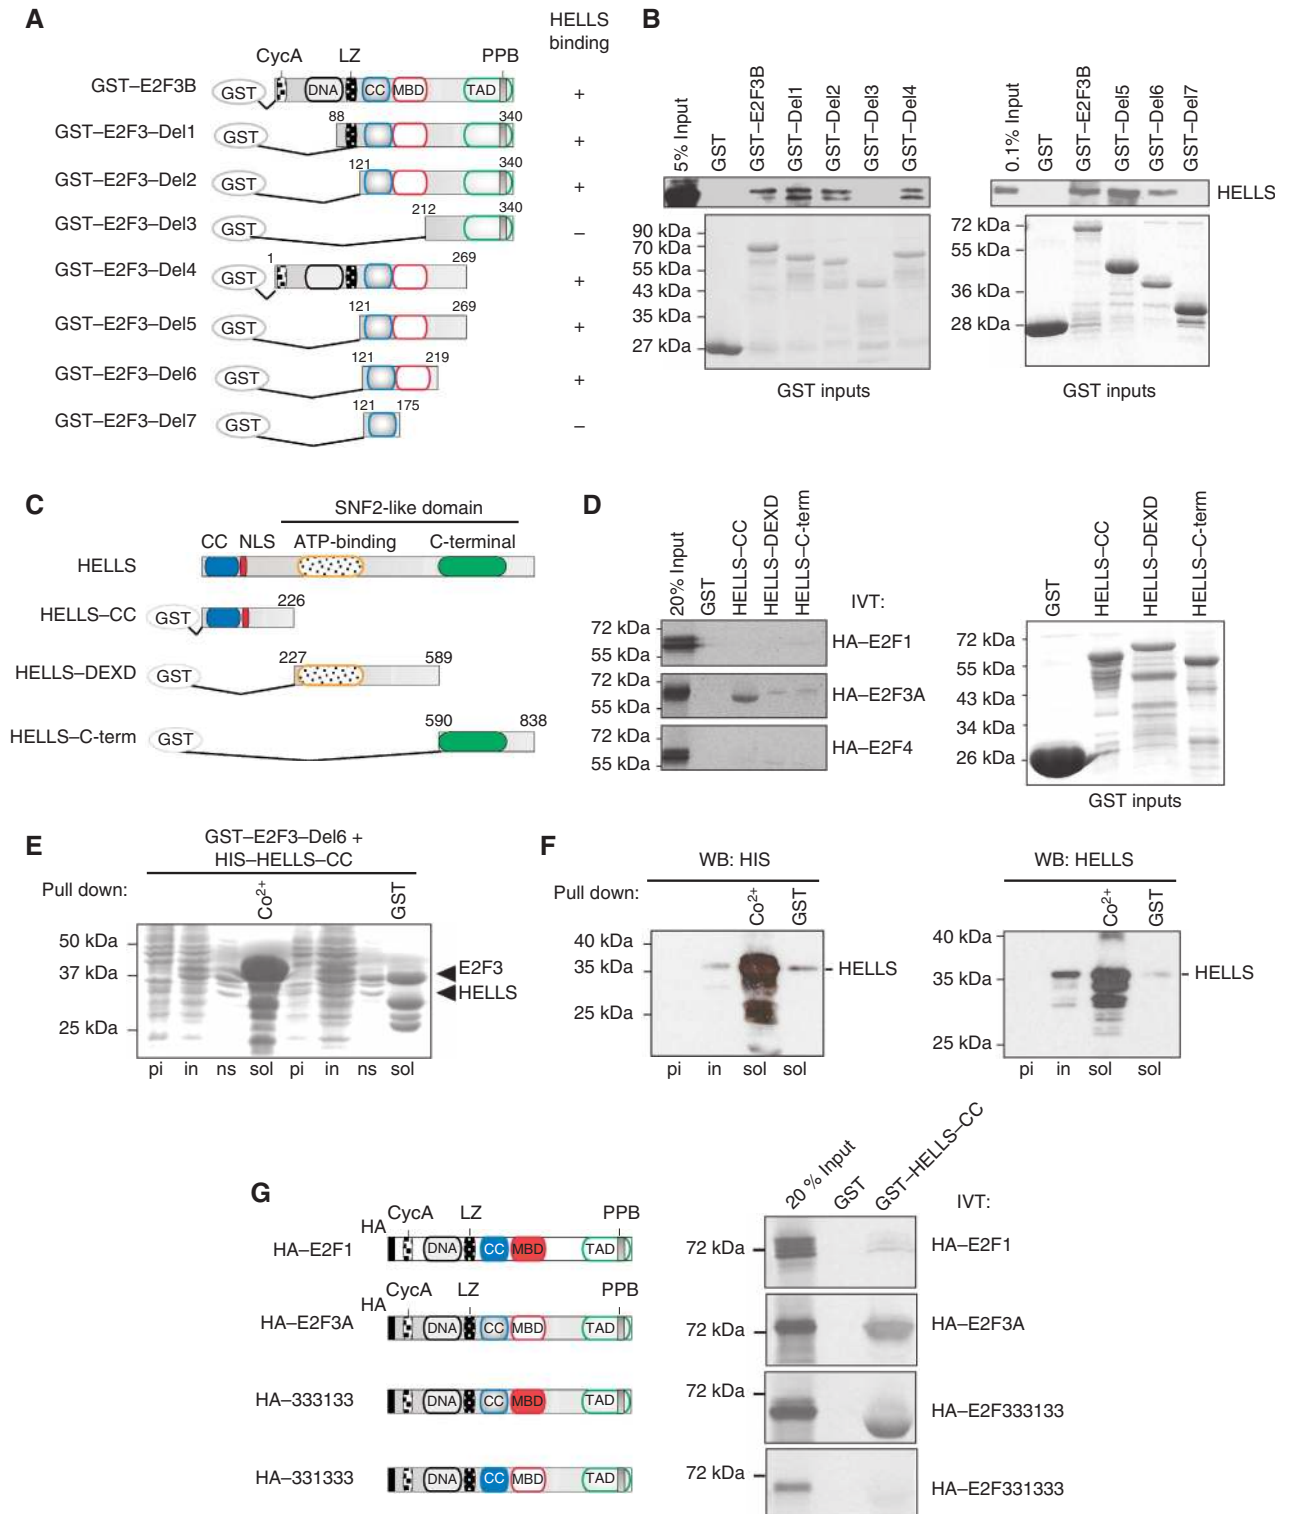 A
HELLS
binding
CycA LZ PPB
GST–E2F3B GST DNA CC MBD TAD +
88 340
GST–E2F3–Del1 GST +
121 340
GST–E2F3–Del2 GST +
212 340
GST–E2F3–Del3 GST –
1 269
GST–E2F3–Del4 GST +
121 269
GST–E2F3–Del5 GST +
121 219
GST–E2F3–Del6 GST +
121 175
GST–E2F3–Del7 GST –
B
5% Input
GST
GST–E2F3B
GST–Del1
GST–Del2
GST–Del3
GST–Del4
90 kDa
70 kDa
55 kDa
43 kDa
35 kDa
27 kDa
GST inputs
0.1% Input
GST
GST–E2F3B
GST–Del5
GST–Del6
GST–Del7
HELLS
72 kDa
55 kDa
36 kDa
28 kDa
GST inputs
C
SNF2-like domain
CC NLS ATP-binding C-terminal
HELLS
226
HELLS–CC GST
227 589
HELLS–DEXD GST
590 838
HELLS–C-term GST
D
20% Input
GST
HELLS–CC
HELLS–DEXD
HELLS–C-term
IVT:
72 kDa
55 kDa
HA–E2F1
72 kDa
55 kDa
HA–E2F3A
72 kDa
55 kDa
HA–E2F4
GST
HELLS–CC
HELLS–DEXD
HELLS–C-term
72 kDa
55 kDa
43 kDa
34 kDa
26 kDa
GST inputs
E
GST–E2F3–Del6 +
HIS–HELLS–CC
Pull down: Co2+ GST
50 kDa
37 kDa
25 kDa
E2F3
HELLS
pi in ns sol pi in ns sol
F
WB: HIS
Pull down: Co2+ GST
40 kDa
35 kDa
25 kDa
HELLS
pi in sol sol
WB: HELLS
Co2+ GST
40 kDa
35 kDa
25 kDa
HELLS
pi in sol sol
G
HA CycA LZ PPB
HA–E2F1 DNA CC MBD TAD
HA CycA LZ PPB
HA–E2F3A DNA CC MBD TAD
HA–333133 DNA CC MBD TAD
HA–331333 DNA CC MBD TAD
20 % Input
GST
GST–HELLS–CC
IVT:
72 kDa HA–E2F1
72 kDa HA–E2F3A
72 kDa HA–E2F333133
72 kDa HA–E2F331333